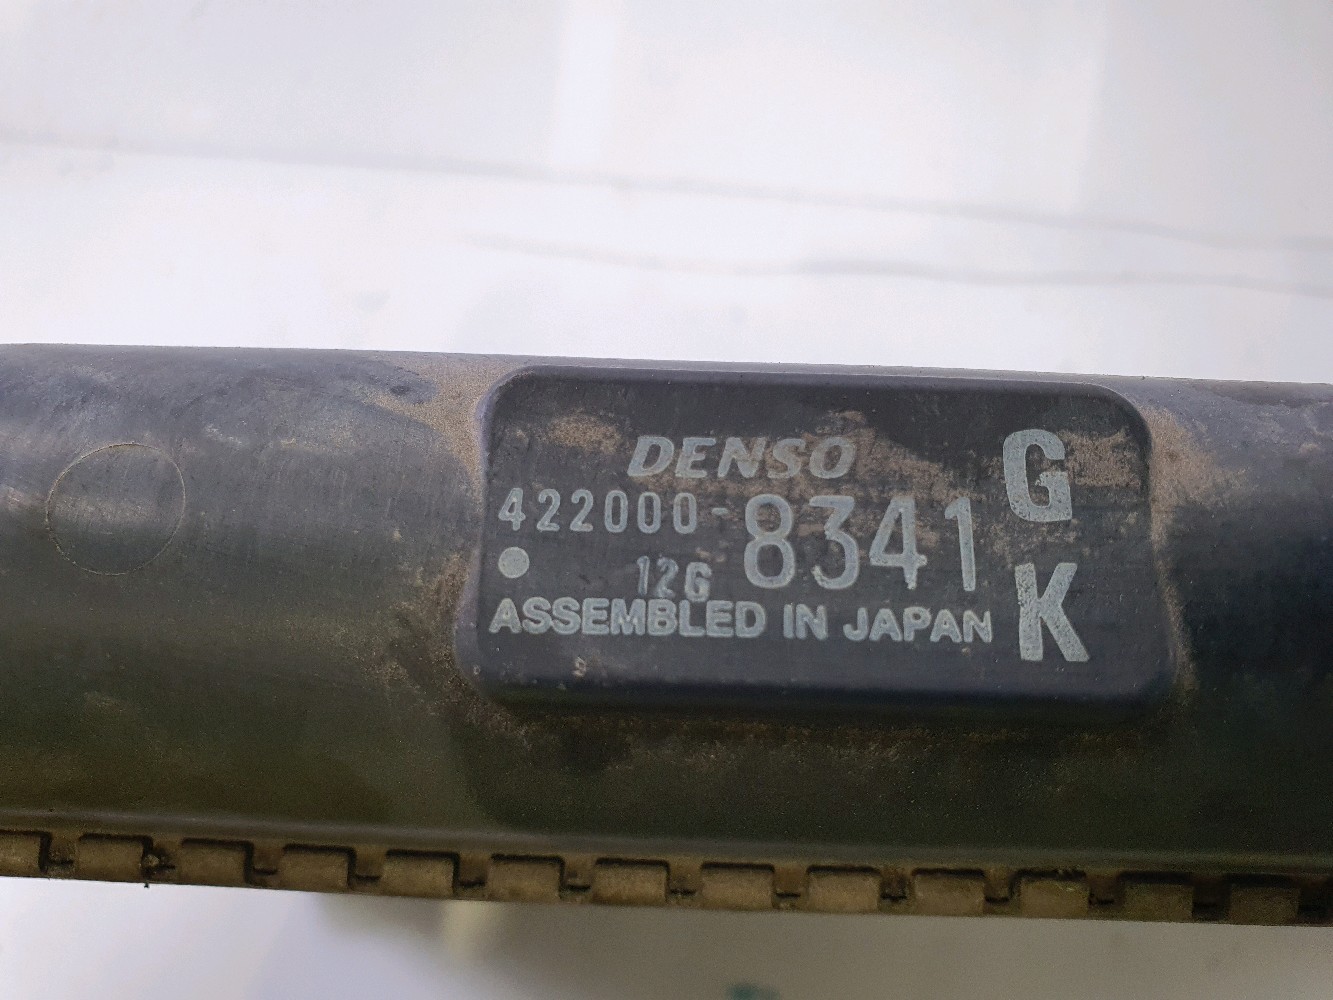 DENSO
422000-8341
12G
ASSEMBLED IN JAPAN
G
K